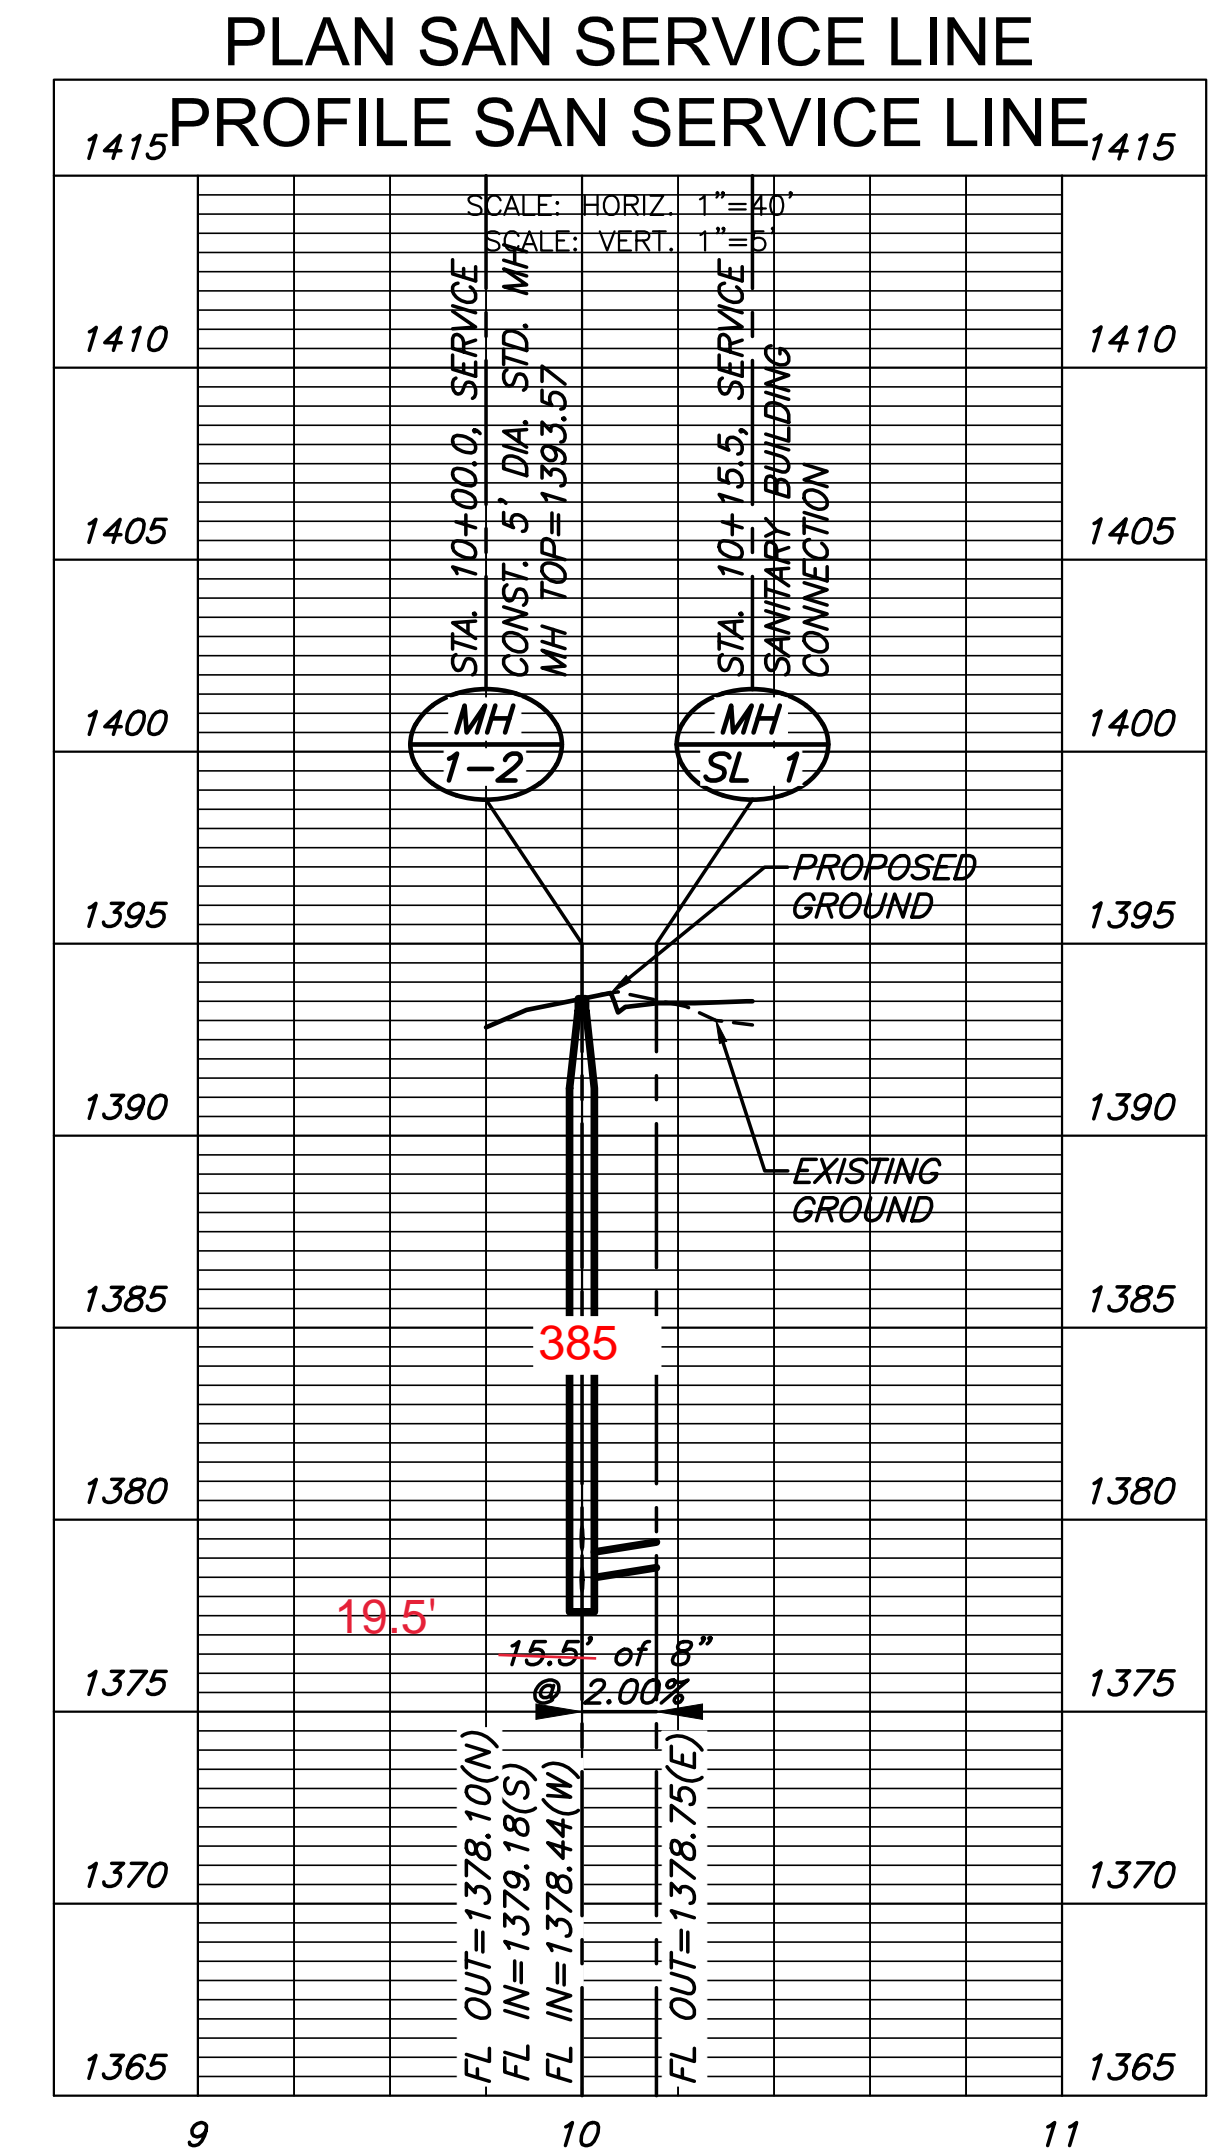 PLAN SAN SERVICE LINE
PROFILE SAN SERVICE LINE
1415
1415
SCALE: HORIZ. 1"=40'
SCALE: VERT. 1"=5'
STA. 10+00.0, SERVICE
CONST. 5' DIA. STD. MH
MH TOP=1393.57
STA. 10+15.5, SERVICE
SANITARY BUILDING
CONNECTION
1410
1410
1405
1405
1400
1400
MH
1-2
MH
SL 1
PROPOSED
GROUND
1395
1395
1390
1390
EXISTING
GROUND
1385
1385
385
1380
1380
19.5'
15.5' of 8"
@ 2.00%
1375
1375
FL OUT=1378.10(N)
FL IN=1379.18(S)
FL IN=1378.44(W)
FL OUT=1378.75(E)
1370
1370
1365
1365
9
10
11